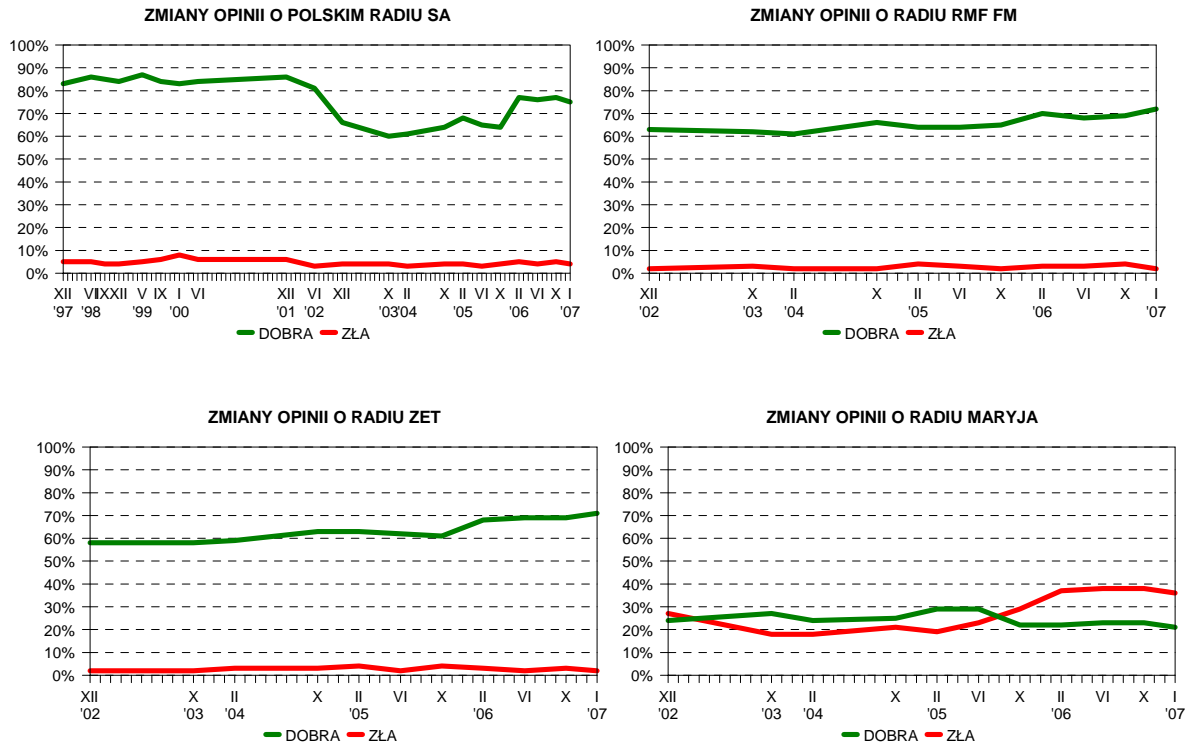 ZMIANY OPINII O POLSKIM RADIU SA
100%
90%
80%
70%
60%
50%
40%
30%
20%
10%
0%
XII VI IX XII V IX I VI XII VI XII X II X II VI X II VI X I
'97 '98 '99 '00 '01 '02 '03 '04 '05 '06 '07
DOBRA ZŁA
ZMIANY OPINII O RADIU RMF FM
100%
90%
80%
70%
60%
50%
40%
30%
20%
10%
0%
XII X II X II VI X II VI X I
'02 '03 '04 '05 '06 '07
DOBRA ZŁA
ZMIANY OPINII O RADIU ZET
100%
90%
80%
70%
60%
50%
40%
30%
20%
10%
0%
XII X II X II VI X II VI X I
'02 '03 '04 '05 '06 '07
DOBRA ZŁA
ZMIANY OPINII O RADIU MARYJA
100%
90%
80%
70%
60%
50%
40%
30%
20%
10%
0%
XII X II X II VI X II VI X I
'02 '03 '04 '05 '06 '07
DOBRA ZŁA